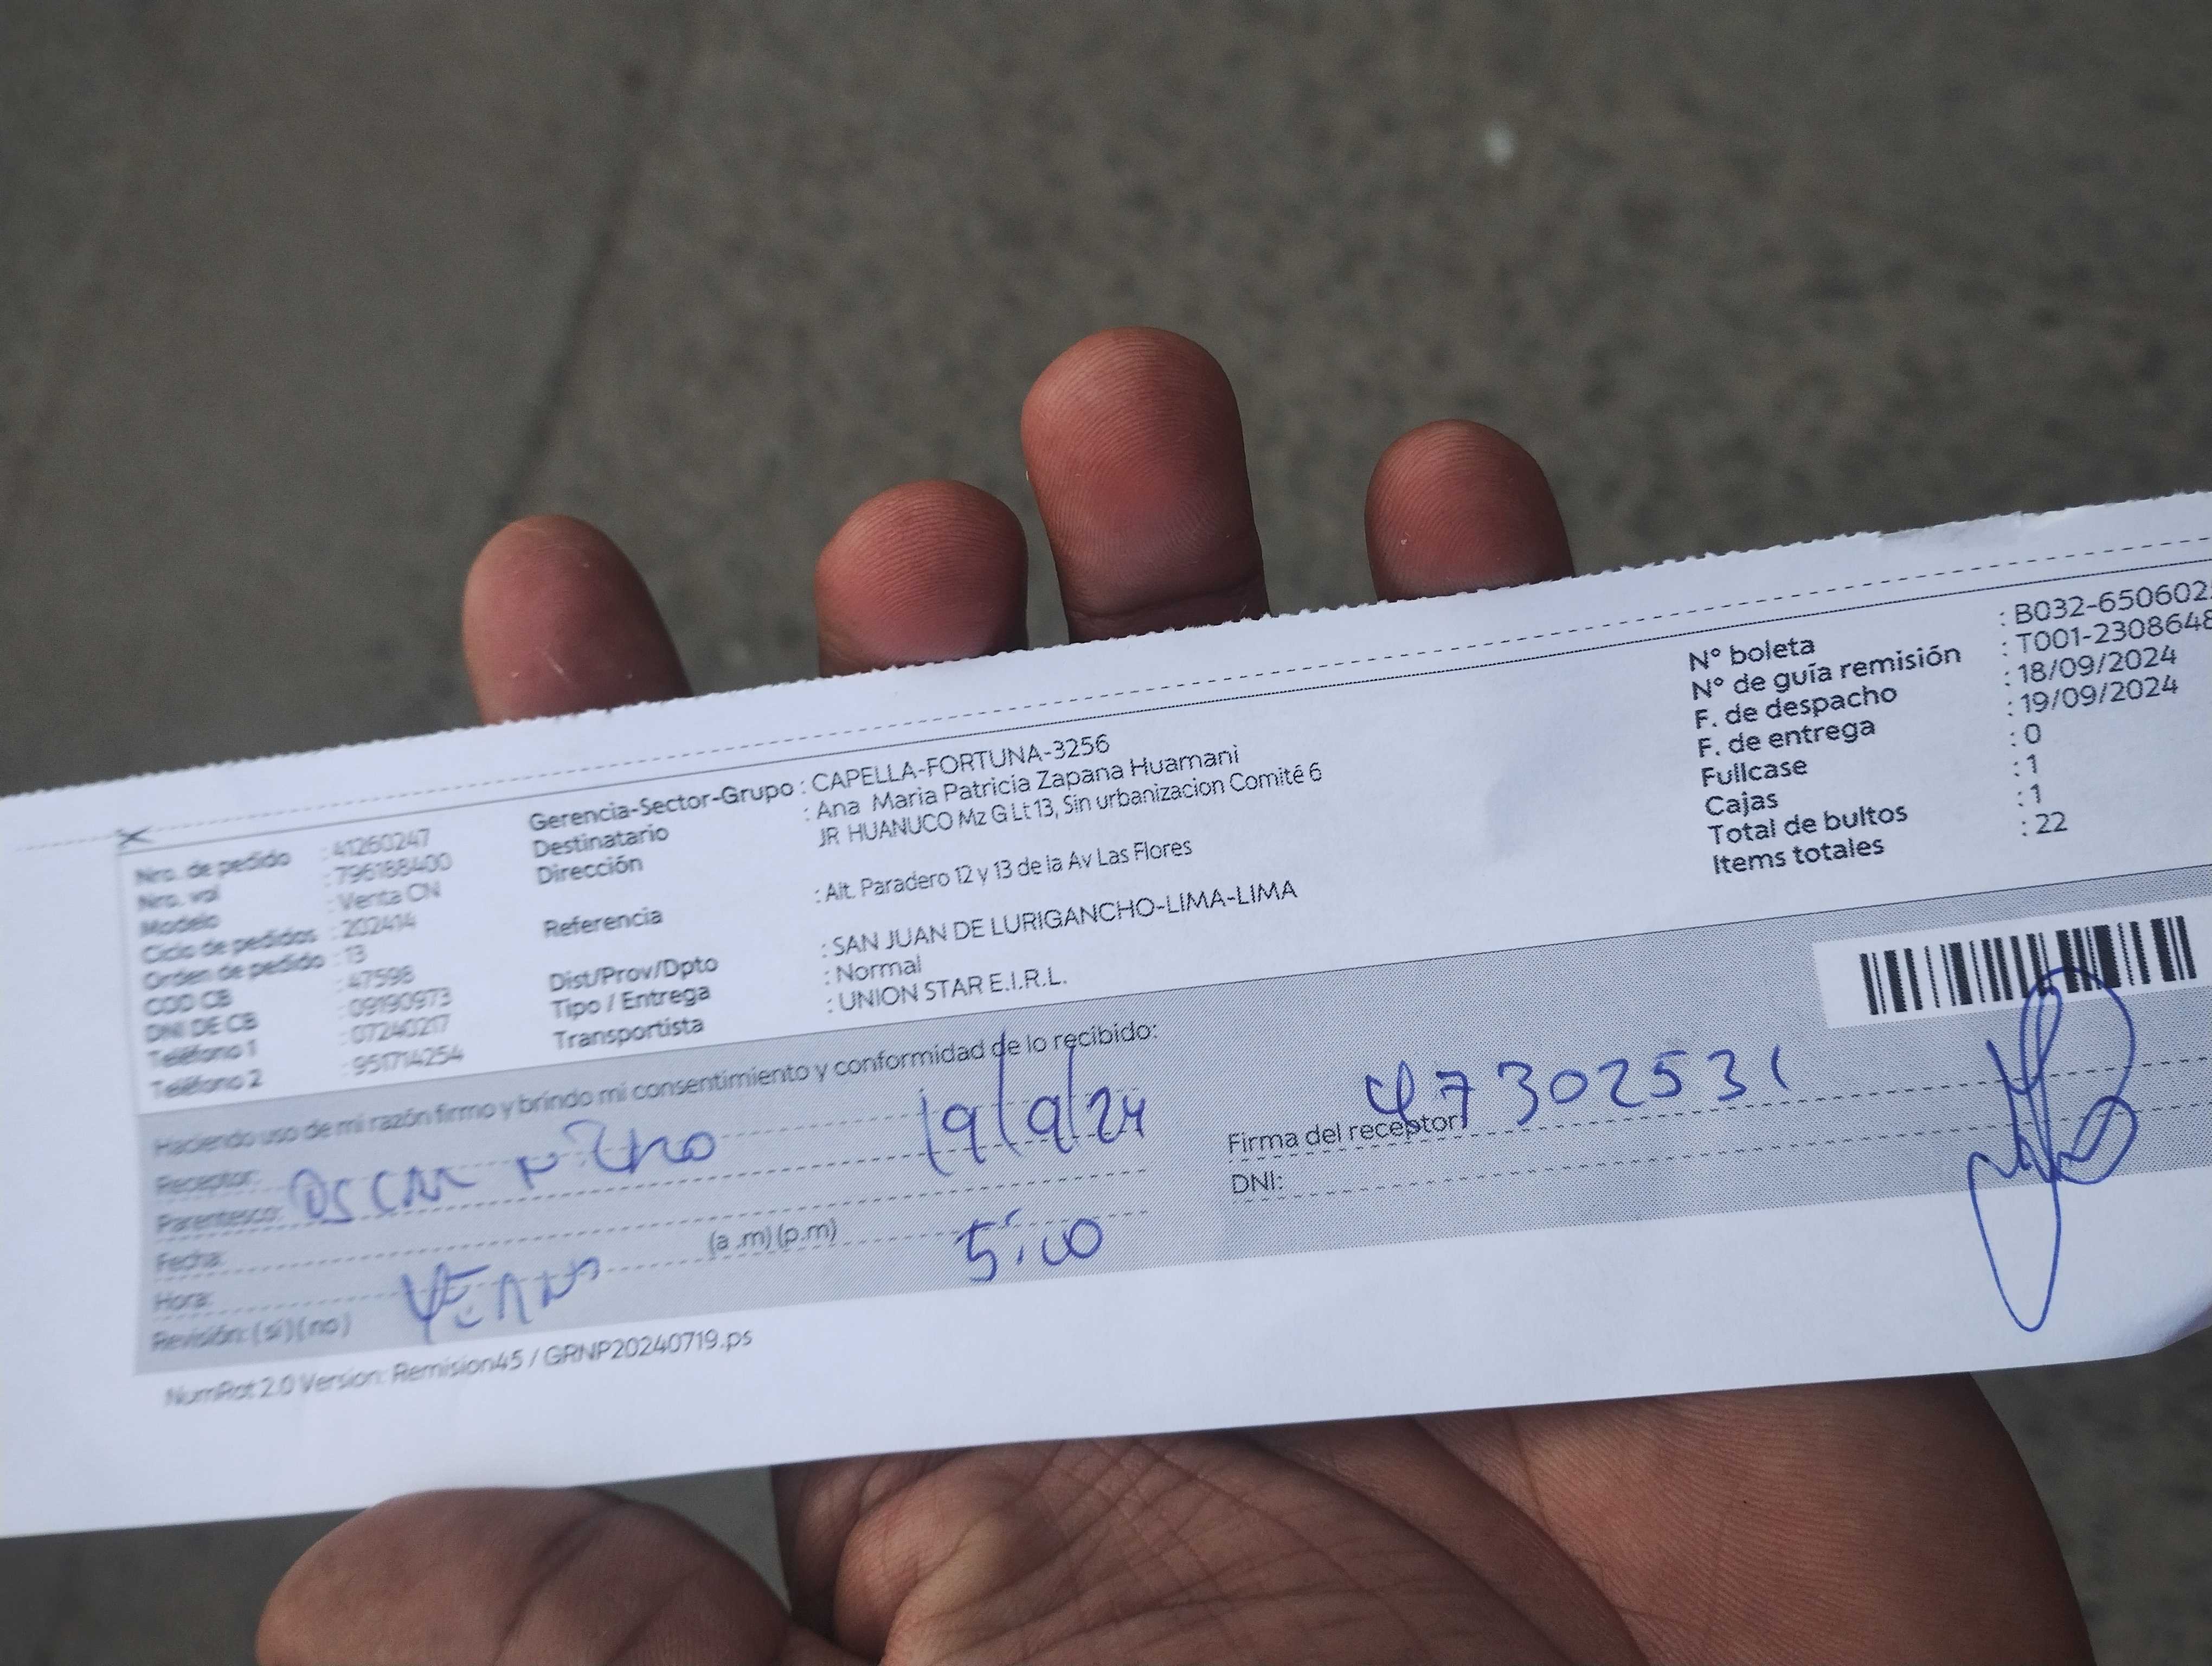 Nro. de pedido : 41260247
Nro. vol : 796188400
Modelo : Venta CN
Ciclo de pedidos : 202414
Orden de pedido : 13
COD CB : 47598
DNI DE CB : 09190973
Teléfono 1 : 07240217
Teléfono 2 : 951714254
Gerencia-Sector-Grupo : CAPELLA-FORTUNA-3256
Destinatario : Ana Maria Patricia Zapana Huamani
Dirección JR HUANUCO Mz G Lt 13, Sin urbanizacion Comité 6
Referencia : Alt. Paradero 12 y 13 de la Av Las Flores
Dist/Prov/Dpto : SAN JUAN DE LURIGANCHO-LIMA-LIMA
Tipo / Entrega : Normal
Transportista : UNION STAR E.I.R.L.
N° boleta : B032-650602
N° de guía remisión : T001-2308648
F. de despacho : 18/09/2024
F. de entrega : 19/09/2024
Fullcase : 0
Cajas : 1
Total de bultos : 1
Items totales : 22
Haciendo uso de mi razón firmo y brindo mi consentimiento y conformidad de lo recibido:
Receptor:
Parentesco: OSCAR 19/9/24
Fecha:
Hora: (a .m) (p.m)
Revisión: (si) (no) 5:00
Firma del receptor: 47302531
DNI:
NumRot 2.0 Version: Remision45 / GRNP20240719.ps